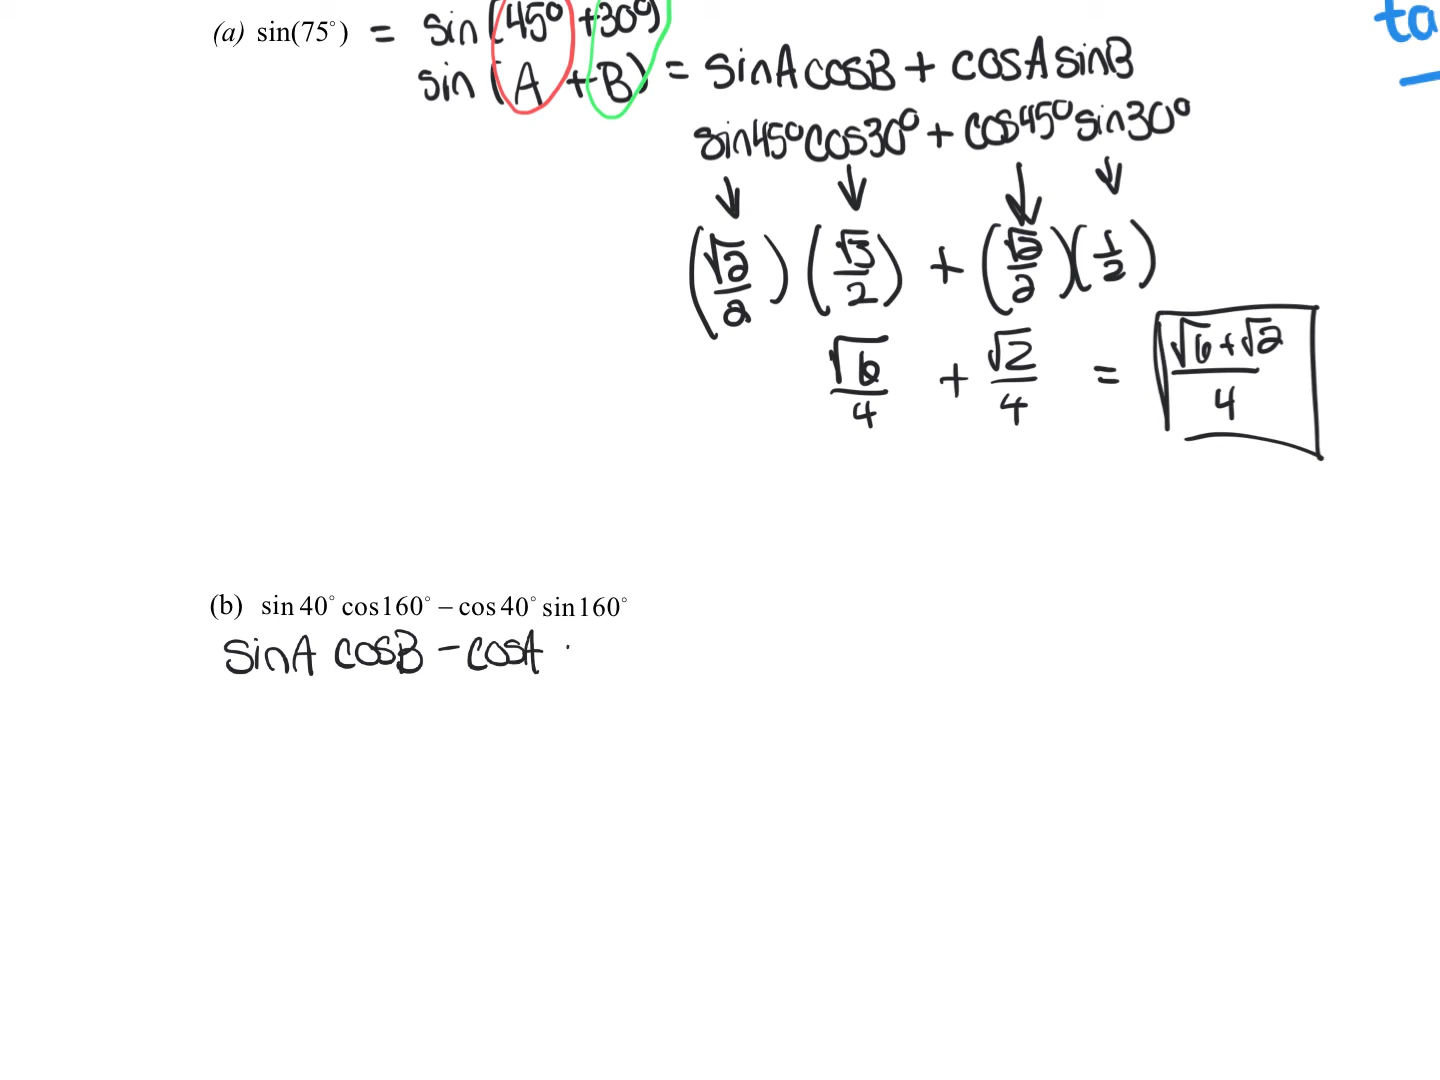 (a) sin(75°) = sin(45° + 30°)
sin(A + B) = sinA cosB + cosA sinB
sin45°cos30° + cos45°sin30°
(√2/2)(√3/2) + (√2/2)(1/2)
√6/4 + √2/4 = √6+√2/4
ta
(b) sin 40° cos160° – cos 40° sin160°
sinA cosB – cosA